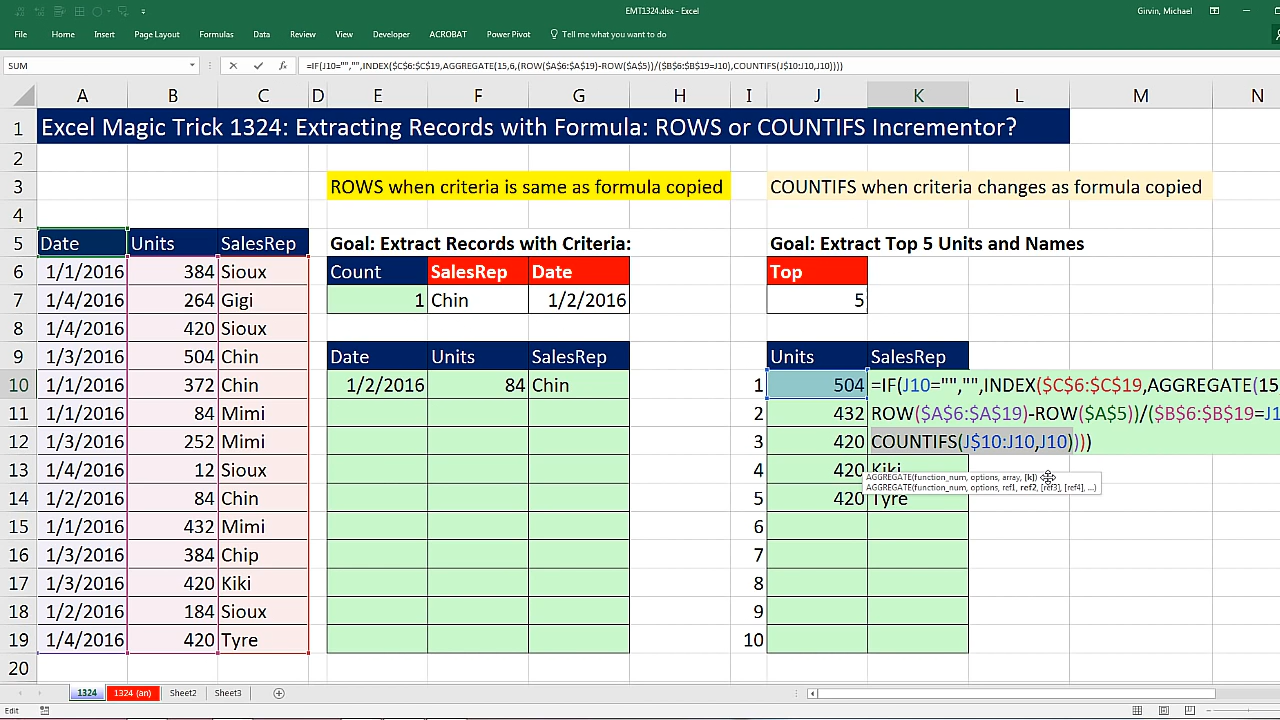 EMT1324.xlsx - Excel
Girvin, Michael
File Home Insert Page Layout Formulas Data Review View Developer ACROBAT Power Pivot Tell me what you want to do
SUM =IF(J10="","",INDEX($C$6:$C$19,AGGREGATE(15,6,(ROW($A$6:$A$19)-ROW($A$5))/($B$6:$B$19=J10),COUNTIFS(J$10:J10,J10))))
A B C D E F G H I J K L M N
1 Excel Magic Trick 1324: Extracting Records with Formula: ROWS or COUNTIFS Incrementor?
2
3 ROWS when criteria is same as formula copied COUNTIFS when criteria changes as formula copied
4
5 Date Units SalesRep Goal: Extract Records with Criteria: Goal: Extract Top 5 Units and Names
6 1/1/2016 384 Sioux Count SalesRep Date Top
7 1/4/2016 264 Gigi 1 Chin 1/2/2016 5
8 1/4/2016 420 Sioux
9 1/3/2016 504 Chin Date Units SalesRep Units SalesRep
10 1/1/2016 372 Chin 1/2/2016 84 Chin 1 504 =IF(J10="","",INDEX($C$6:$C$19,AGGREGATE(15
11 1/1/2016 84 Mimi 2 432 ROW($A$6:$A$19)-ROW($A$5))/($B$6:$B$19=J1
12 1/3/2016 252 Mimi 3 420 COUNTIFS(J$10:J10,J10))))
13 1/4/2016 12 Sioux 4 420 Kiki
AGGREGATE(function_num, options, array, [k])
AGGREGATE(function_num, options, ref1, ref2, [ref3], [ref4], ...)
14 1/2/2016 84 Chin 5 420 Tyre
15 1/1/2016 432 Mimi 6
16 1/3/2016 384 Chip 7
17 1/3/2016 420 Kiki 8
18 1/2/2016 184 Sioux 9
19 1/4/2016 420 Tyre 10
20
1324 1324 (an) Sheet2 Sheet3
Edit